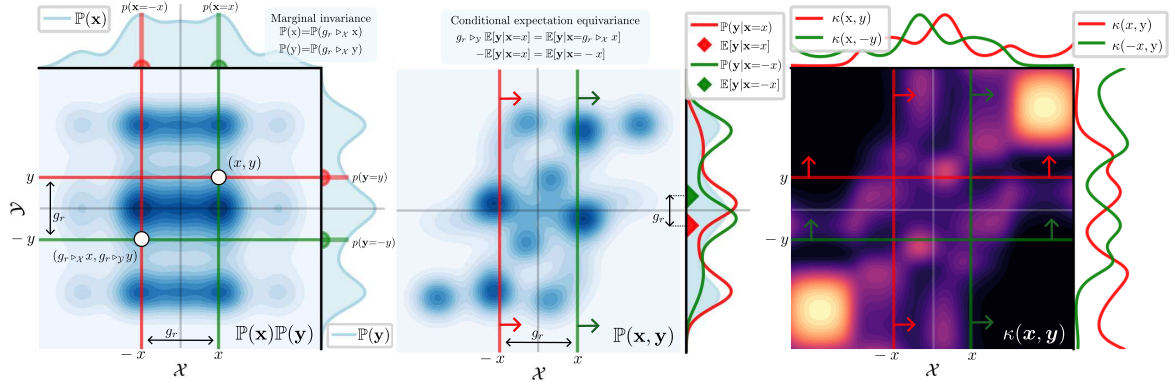 ℙ(𝐱)
p(𝐱=−x)
p(𝐱=x)
Marginal invariance
ℙ(𝐱)=ℙ(g_r ▷_𝒳 x)
ℙ(𝐲)=ℙ(g_r ▷_𝒳 y)
(x, y)
y
p(𝐲=y)
𝒴
g_r
− y
p(𝐲=−y)
(g_r ▷_𝒳 x, g_r ▷_𝒴 y)
g_r
ℙ(𝐱)ℙ(𝐲)
ℙ(𝐲)
− x
x
𝒳
Conditional expectation equivariance
g_r ▷_𝒴 𝔼[𝐲|𝐱=x] = 𝔼[𝐲|𝐱=g_r ▷_𝒳 x]
−𝔼[𝐲|𝐱=x] = 𝔼[𝐲|𝐱= − x]
ℙ(𝐲|𝐱=x)
𝔼[𝐲|𝐱=x]
ℙ(𝐲|𝐱=−x)
𝔼[𝐲|𝐱=−x]
g_r
g_r
ℙ(𝐱, 𝐲)
− x
x
𝒳
κ(x, y)
κ(x, -y)
κ(x, y)
κ(-x, y)
y
− y
κ(𝒙, 𝒚)
− x
x
𝒳